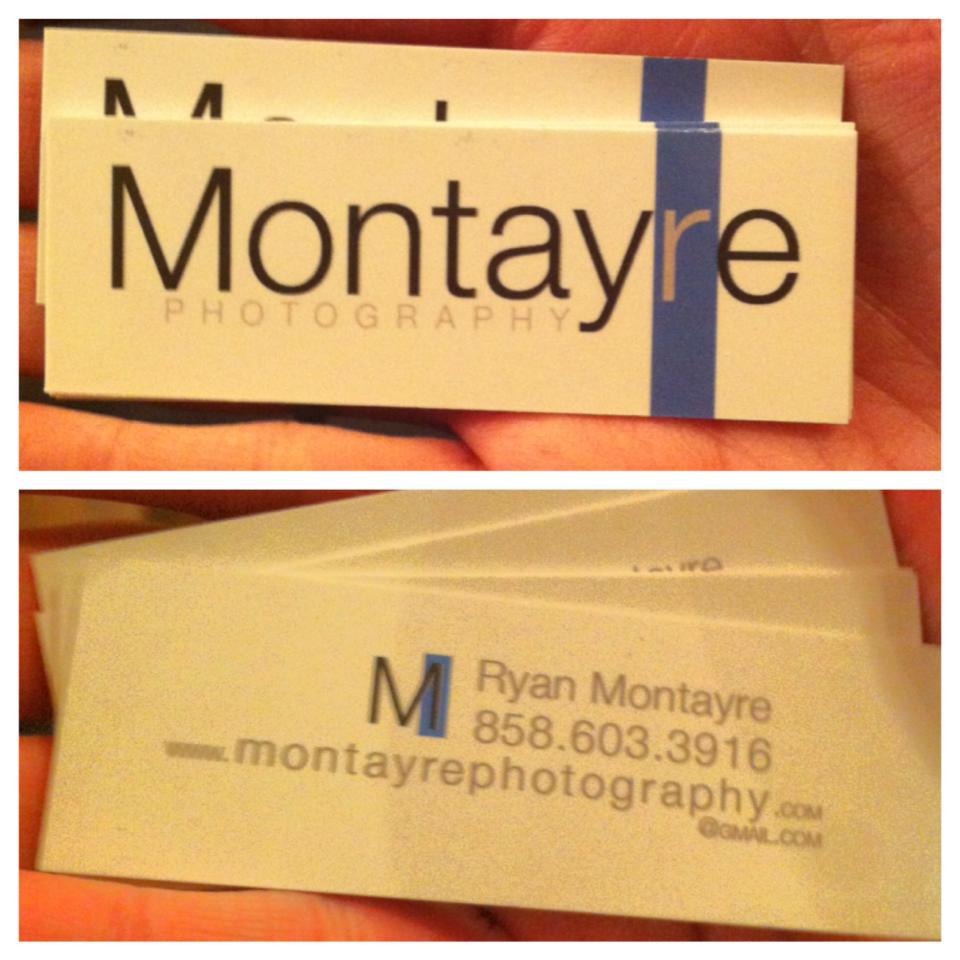 Montayre
PHOTOGRAPHY
M
Ryan Montayre
858.603.3916
www.montayrephotography.COM
@GMAIL.COM